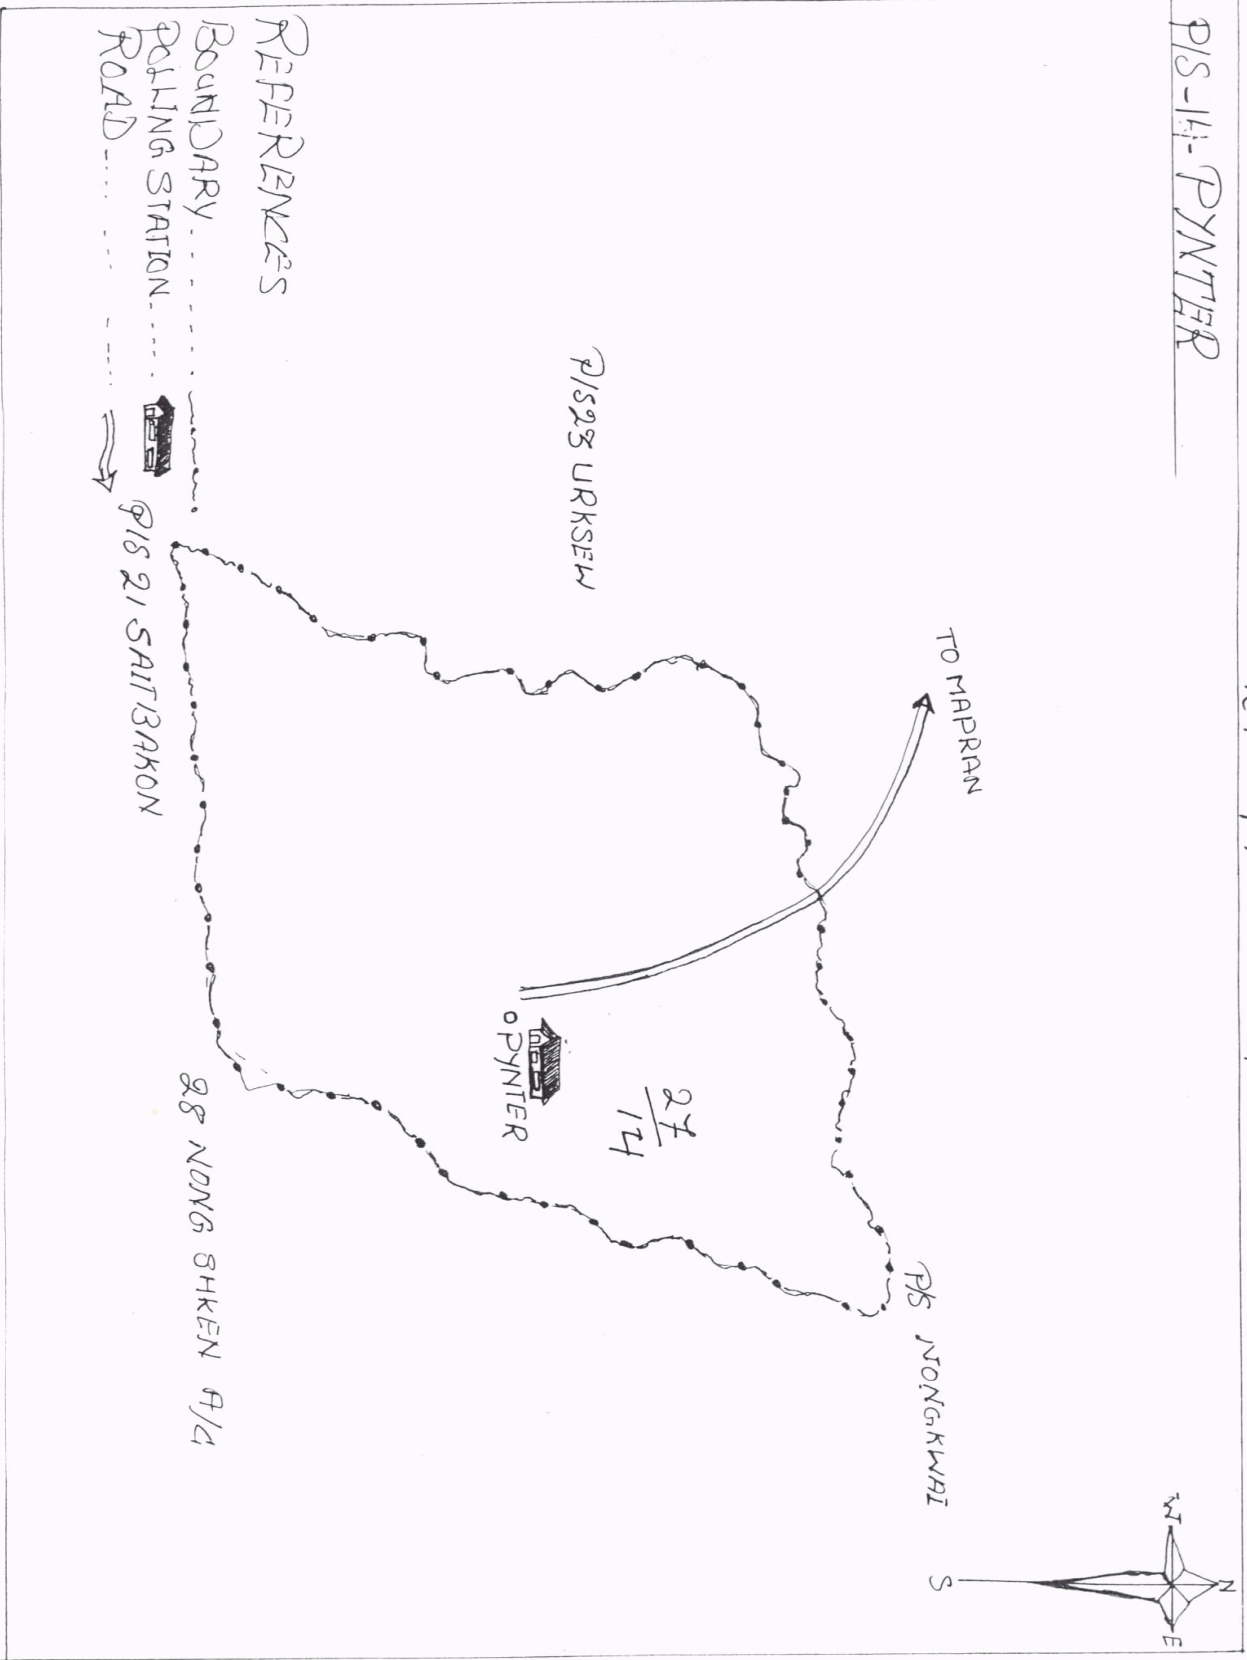 P/S-14-PYNTER
N
W
E
S
TO MAPRAN
P/S NONGKWAI
P/S 23 URKSEW
27
14
PYNTER
REFERENCES
BOUNDARY
POLLING STATION
ROAD
P/S 21 SAITBAKON
28 NONG SHKEN A/C